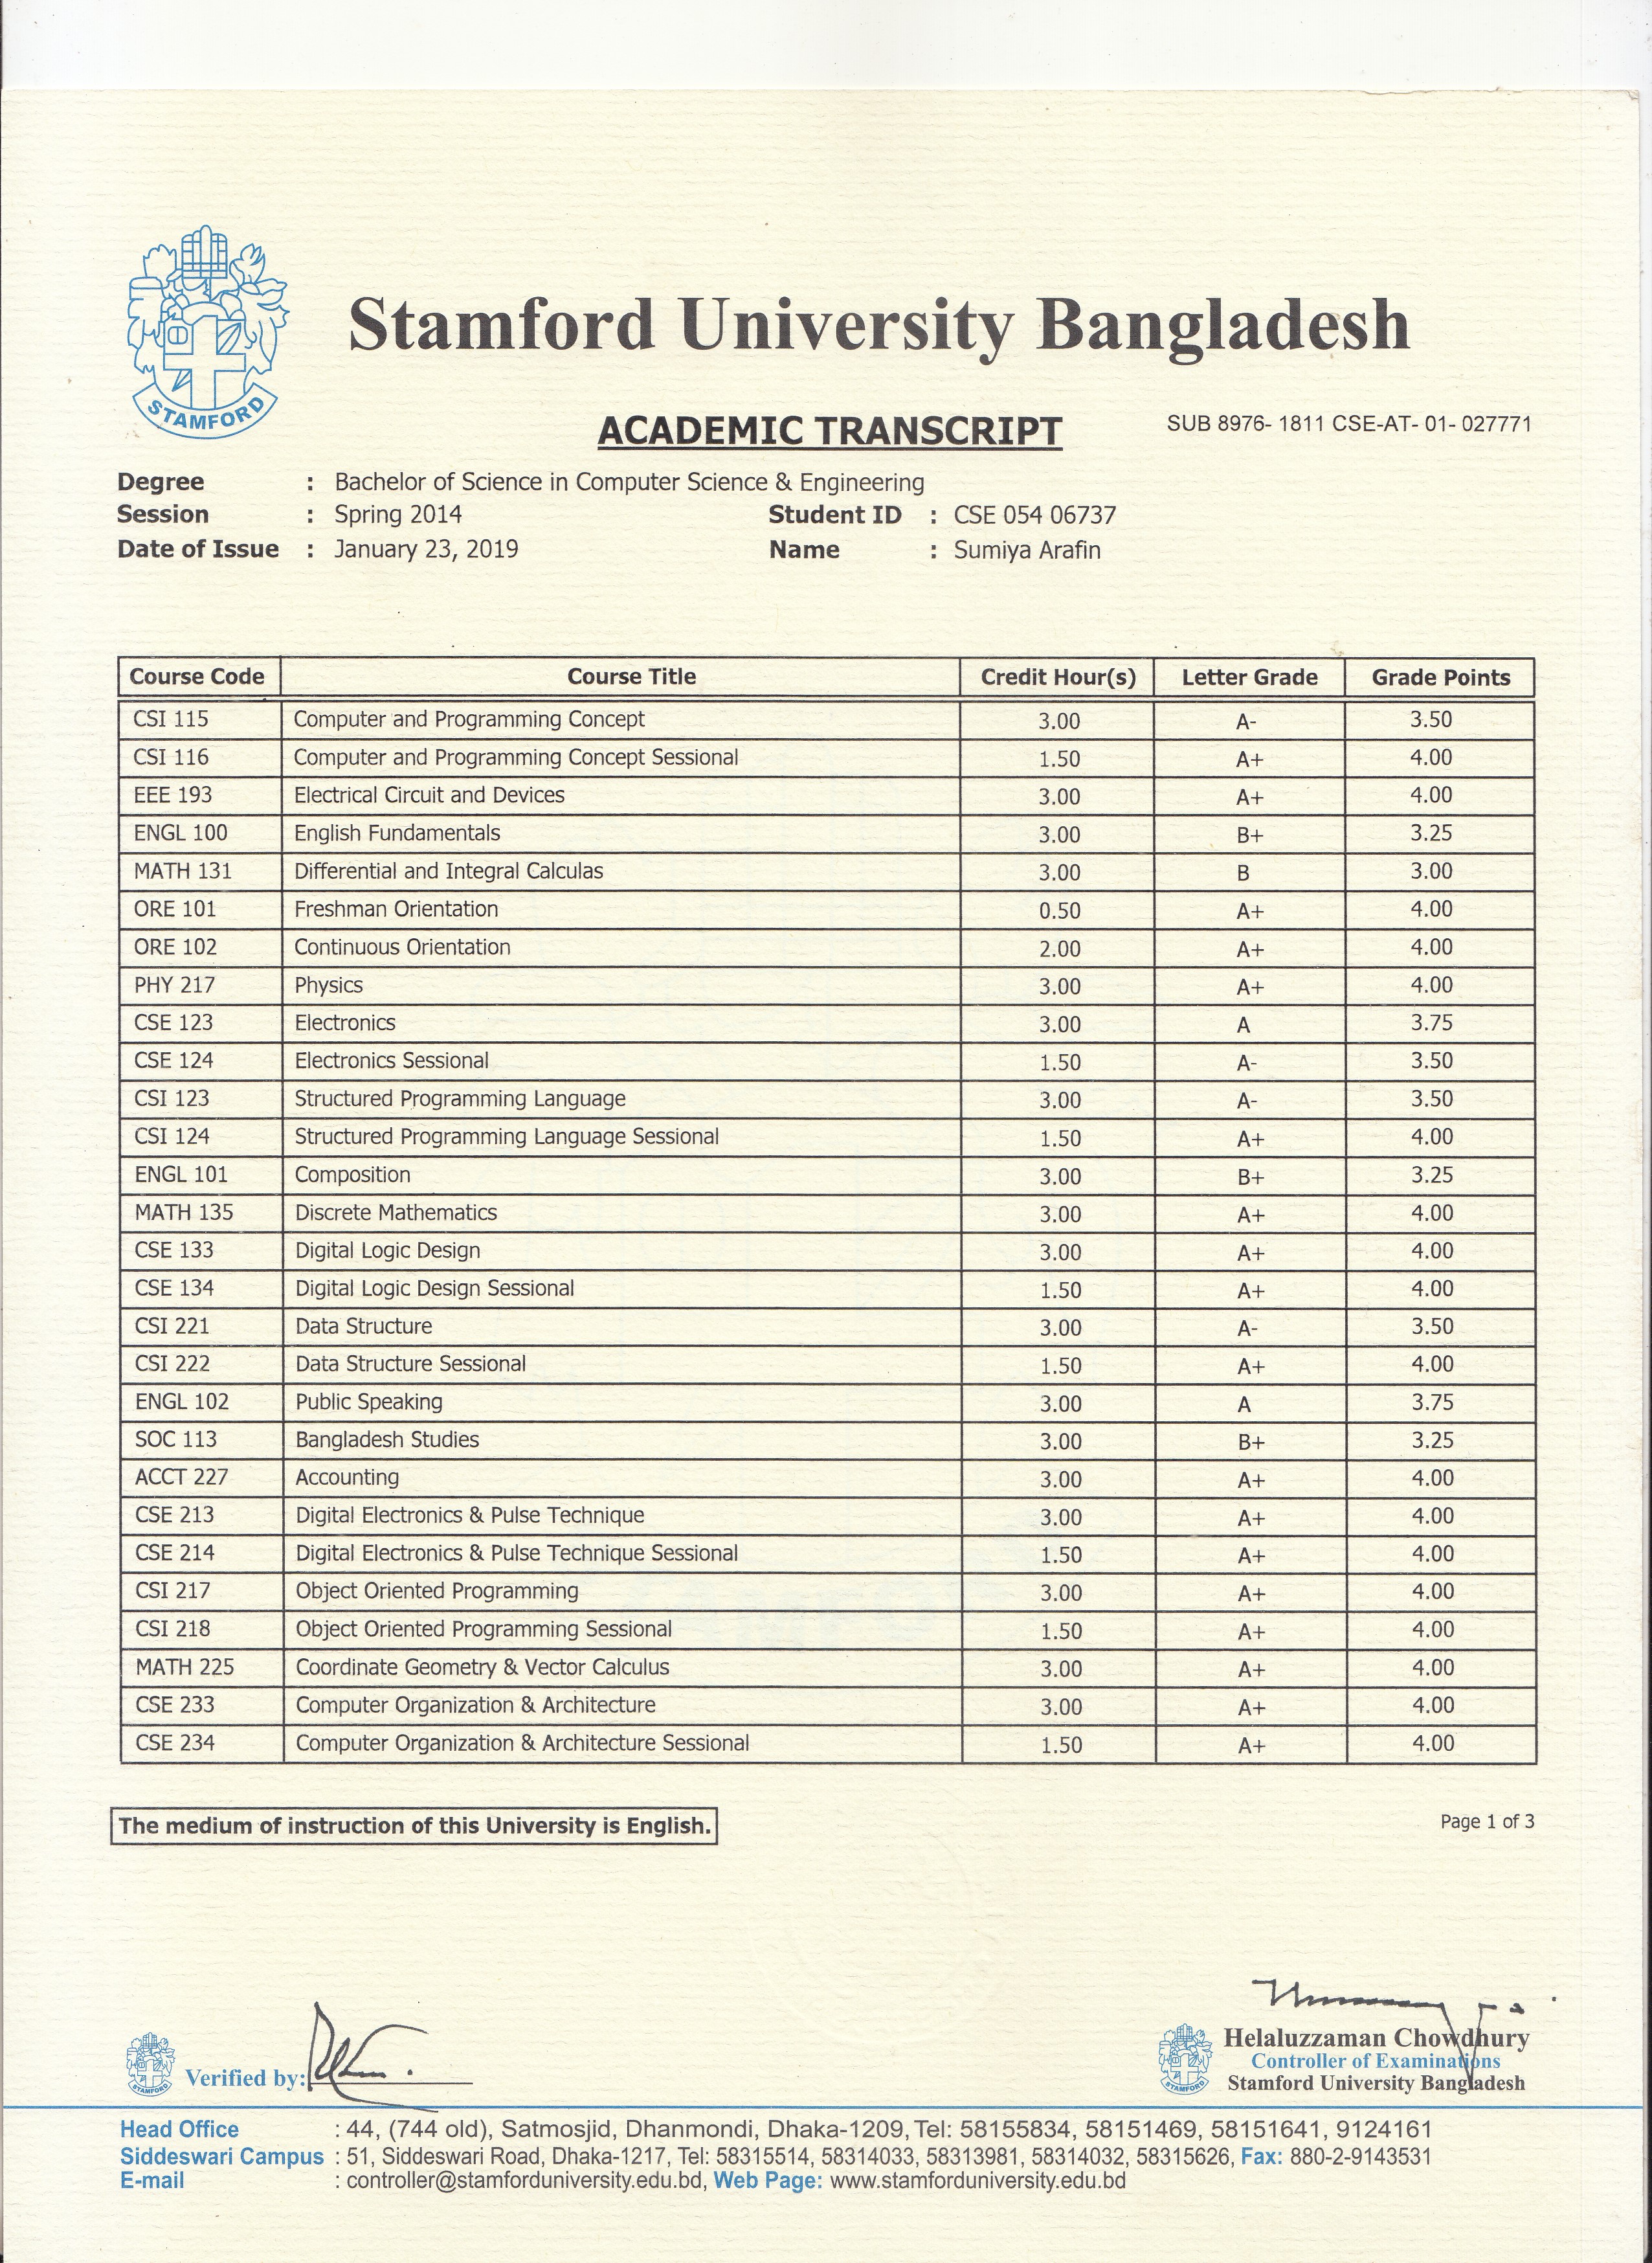 STAMFORD
Stamford University Bangladesh
ACADEMIC TRANSCRIPT
SUB 8976- 1811 CSE-AT- 01- 027771
Degree : Bachelor of Science in Computer Science & Engineering
Session : Spring 2014 Student ID : CSE 054 06737
Date of Issue : January 23, 2019 Name : Sumiya Arafin
Course Code Course Title Credit Hour(s) Letter Grade Grade Points
CSI 115 Computer and Programming Concept 3.00 A- 3.50
CSI 116 Computer and Programming Concept Sessional 1.50 A+ 4.00
EEE 193 Electrical Circuit and Devices 3.00 A+ 4.00
ENGL 100 English Fundamentals 3.00 B+ 3.25
MATH 131 Differential and Integral Calculas 3.00 B 3.00
ORE 101 Freshman Orientation 0.50 A+ 4.00
ORE 102 Continuous Orientation 2.00 A+ 4.00
PHY 217 Physics 3.00 A+ 4.00
CSE 123 Electronics 3.00 A 3.75
CSE 124 Electronics Sessional 1.50 A- 3.50
CSI 123 Structured Programming Language 3.00 A- 3.50
CSI 124 Structured Programming Language Sessional 1.50 A+ 4.00
ENGL 101 Composition 3.00 B+ 3.25
MATH 135 Discrete Mathematics 3.00 A+ 4.00
CSE 133 Digital Logic Design 3.00 A+ 4.00
CSE 134 Digital Logic Design Sessional 1.50 A+ 4.00
CSI 221 Data Structure 3.00 A- 3.50
CSI 222 Data Structure Sessional 1.50 A+ 4.00
ENGL 102 Public Speaking 3.00 A 3.75
SOC 113 Bangladesh Studies 3.00 B+ 3.25
ACCT 227 Accounting 3.00 A+ 4.00
CSE 213 Digital Electronics & Pulse Technique 3.00 A+ 4.00
CSE 214 Digital Electronics & Pulse Technique Sessional 1.50 A+ 4.00
CSI 217 Object Oriented Programming 3.00 A+ 4.00
CSI 218 Object Oriented Programming Sessional 1.50 A+ 4.00
MATH 225 Coordinate Geometry & Vector Calculus 3.00 A+ 4.00
CSE 233 Computer Organization & Architecture 3.00 A+ 4.00
CSE 234 Computer Organization & Architecture Sessional 1.50 A+ 4.00
The medium of instruction of this University is English.
Page 1 of 3
STAMFORD
Verified by:
STAMFORD
Helaluzzaman Chowdhury
Controller of Examinations
Stamford University Bangladesh
Head Office : 44, (744 old), Satmosjid, Dhanmondi, Dhaka-1209, Tel: 58155834, 58151469, 58151641, 9124161
Siddeswari Campus : 51, Siddeswari Road, Dhaka-1217, Tel: 58315514, 58314033, 58313981, 58314032, 58315626, Fax: 880-2-9143531
E-mail : controller@stamforduniversity.edu.bd, Web Page: www.stamforduniversity.edu.bd